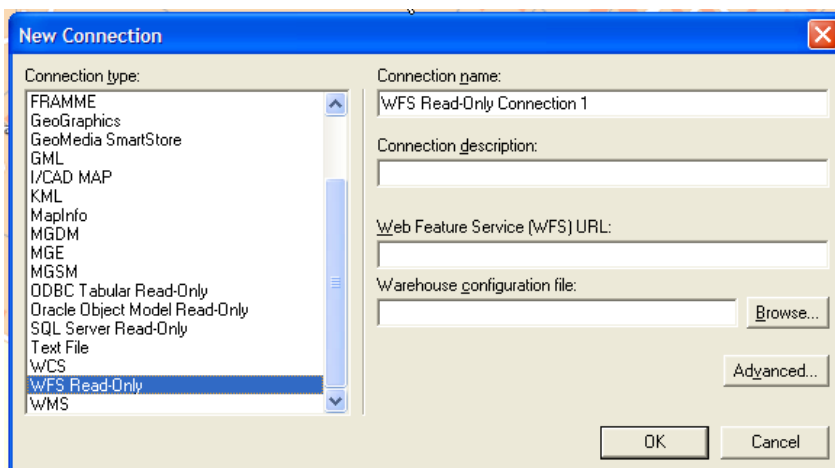 New Connection
Connection type:
FRAMME
GeoGraphics
GeoMedia SmartStore
GML
I/CAD MAP
KML
MapInfo
MGDM
MGE
MGSM
ODBC Tabular Read-Only
Oracle Object Model Read-Only
SQL Server Read-Only
Text File
WCS
WFS Read-Only
WMS
Connection name:
WFS Read-Only Connection 1
Connection description:
Web Feature Service (WFS) URL:
Warehouse configuration file:
Browse...
Advanced...
OK
Cancel